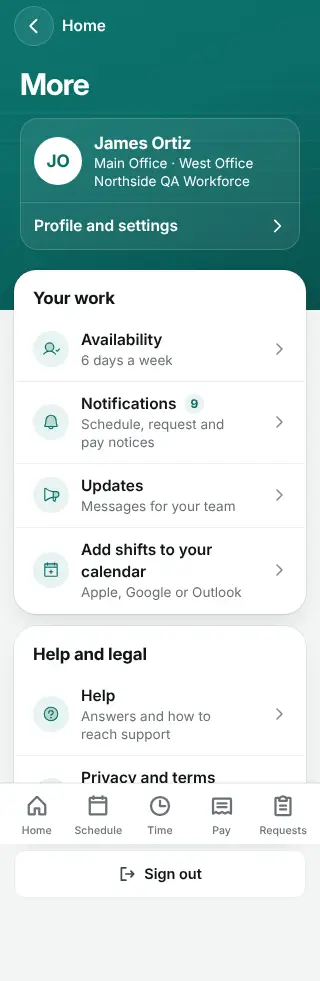 Home
More
JO
James Ortiz
Main Office · West Office
Northside QA Workforce
Profile and settings
Your work
Availability
6 days a week
Notifications 9
Schedule, request and
pay notices
Updates
Messages for your team
Add shifts to your
calendar
Apple, Google or Outlook
Help and legal
Help
Answers and how to
reach support
Privacy and terms
Home Schedule Time Pay Requests
Sign out